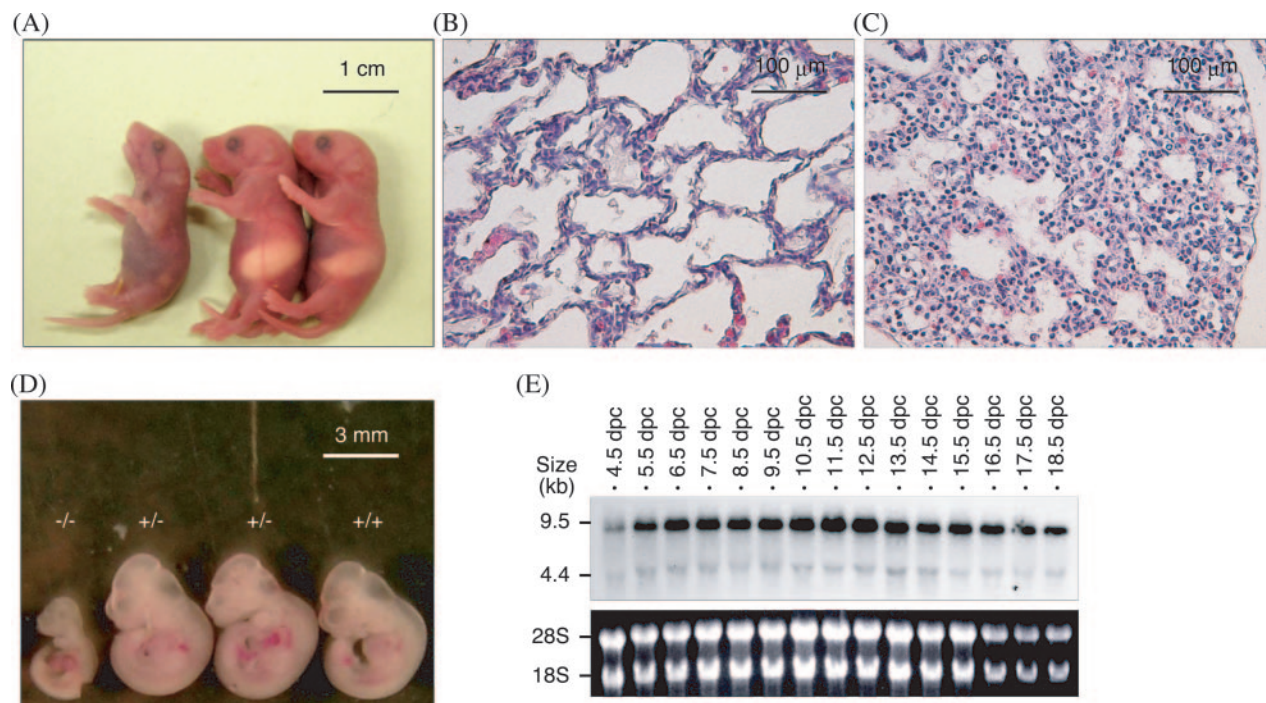 (A)
1 cm
(B)
100 μm
(C)
100 μm
(D)
3 mm
-/-
+/-
+/-
+/+
(E)
Size
(kb)
4.5 dpc
5.5 dpc
6.5 dpc
7.5 dpc
8.5 dpc
9.5 dpc
10.5 dpc
11.5 dpc
12.5 dpc
13.5 dpc
14.5 dpc
15.5 dpc
16.5 dpc
17.5 dpc
18.5 dpc
9.5
4.4
28S
18S